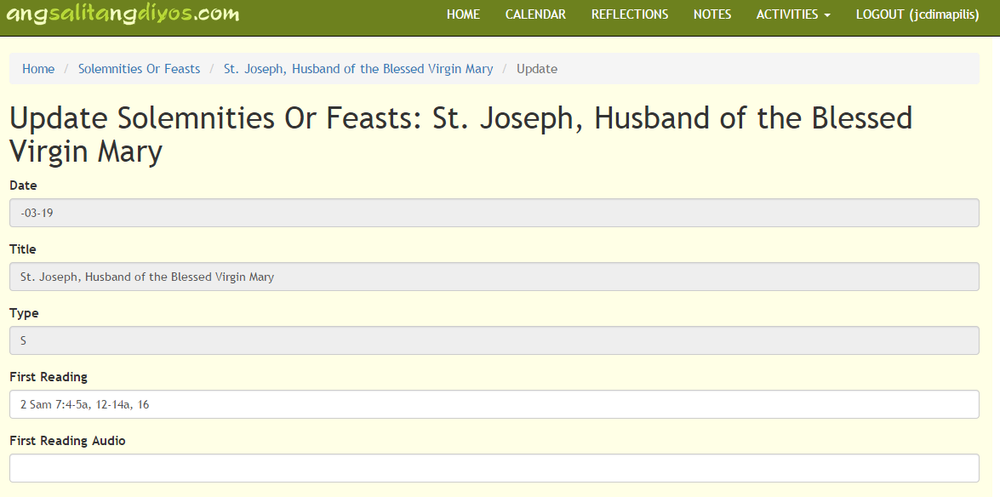 angsalitangdiyos.com HOME CALENDAR REFLECTIONS NOTES ACTIVITIES LOGOUT (jcdimapilis)
Home / Solemnities Or Feasts / St. Joseph, Husband of the Blessed Virgin Mary / Update
Update Solemnities Or Feasts: St. Joseph, Husband of the Blessed
Virgin Mary
Date
-03-19
Title
St. Joseph, Husband of the Blessed Virgin Mary
Type
S
First Reading
2 Sam 7:4-5a, 12-14a, 16
First Reading Audio